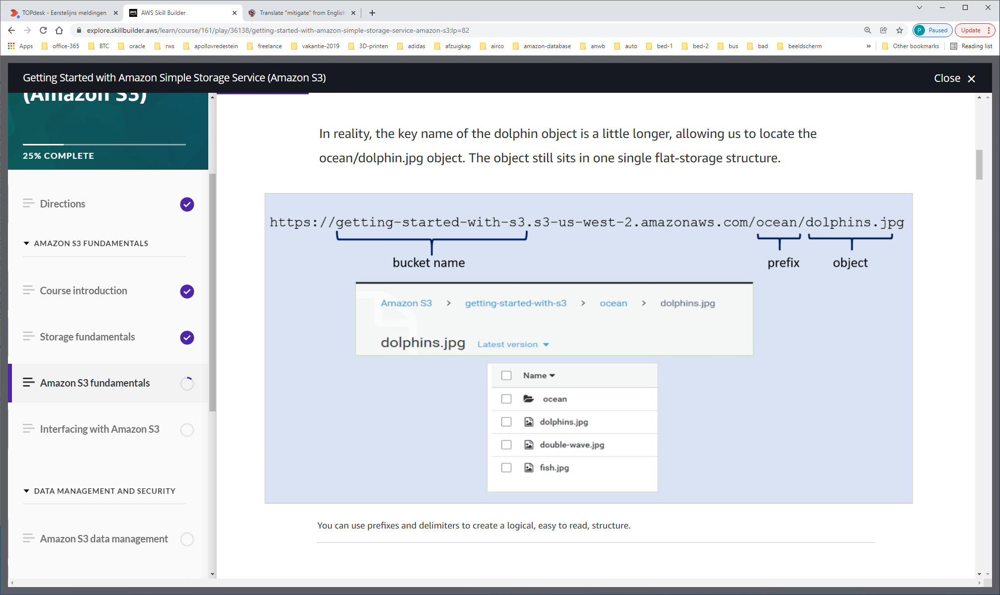 TOPdesk - Eerstelijns meldingen
aws
AWS Skill Builder
Translate "mitigate" from English
explore.skillbuilder.aws/learn/course/161/play/36138/getting-started-with-amazon-simple-storage-service-amazon-s3;lp=82
P Paused
Update
Apps office-365 BTC oracle rws apollovredestein freelance vakantie-2019 3D-printen adidas afzuigkap airco amazon-database anwb auto bed-1 bed-2 bus bad beeldscherm » Other bookmarks Reading list
Getting Started with Amazon Simple Storage Service (Amazon S3)
Close
(Amazon S3)
25% COMPLETE
Directions
AMAZON S3 FUNDAMENTALS
Course introduction
Storage fundamentals
Amazon S3 fundamentals
Interfacing with Amazon S3
DATA MANAGEMENT AND SECURITY
Amazon S3 data management
In reality, the key name of the dolphin object is a little longer, allowing us to locate the
ocean/dolphin.jpg object. The object still sits in one single flat-storage structure.
https://getting-started-with-s3.s3-us-west-2.amazonaws.com/ocean/dolphins.jpg
bucket name prefix object
Amazon S3 > getting-started-with-s3 > ocean > dolphins.jpg
dolphins.jpg Latest version
Name
ocean
dolphins.jpg
double-wave.jpg
fish.jpg
You can use prefixes and delimiters to create a logical, easy to read, structure.